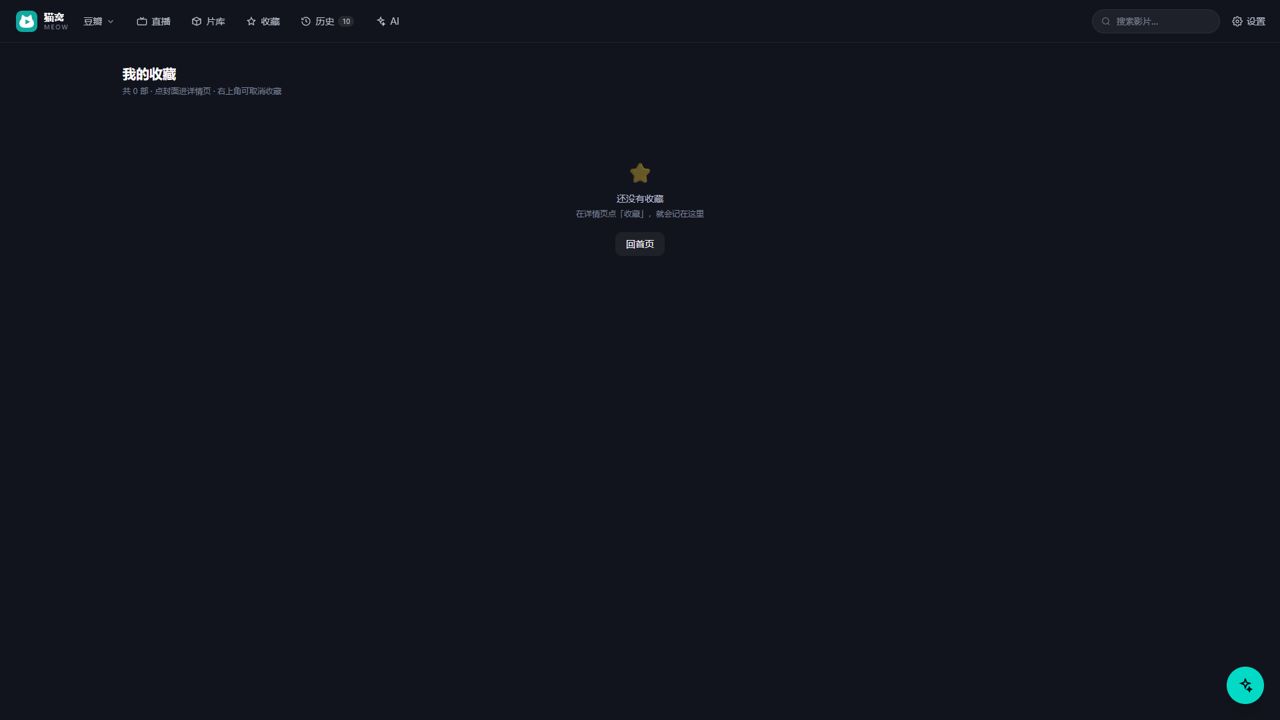 猫窝
MEOW
豆瓣
直播
片库
收藏
历史 10
AI
搜索影片...
设置
我的收藏
共 0 部 · 点封面进详情页 · 右上角可取消收藏
还没有收藏
在详情页点「收藏」，就会记在这里
回首页